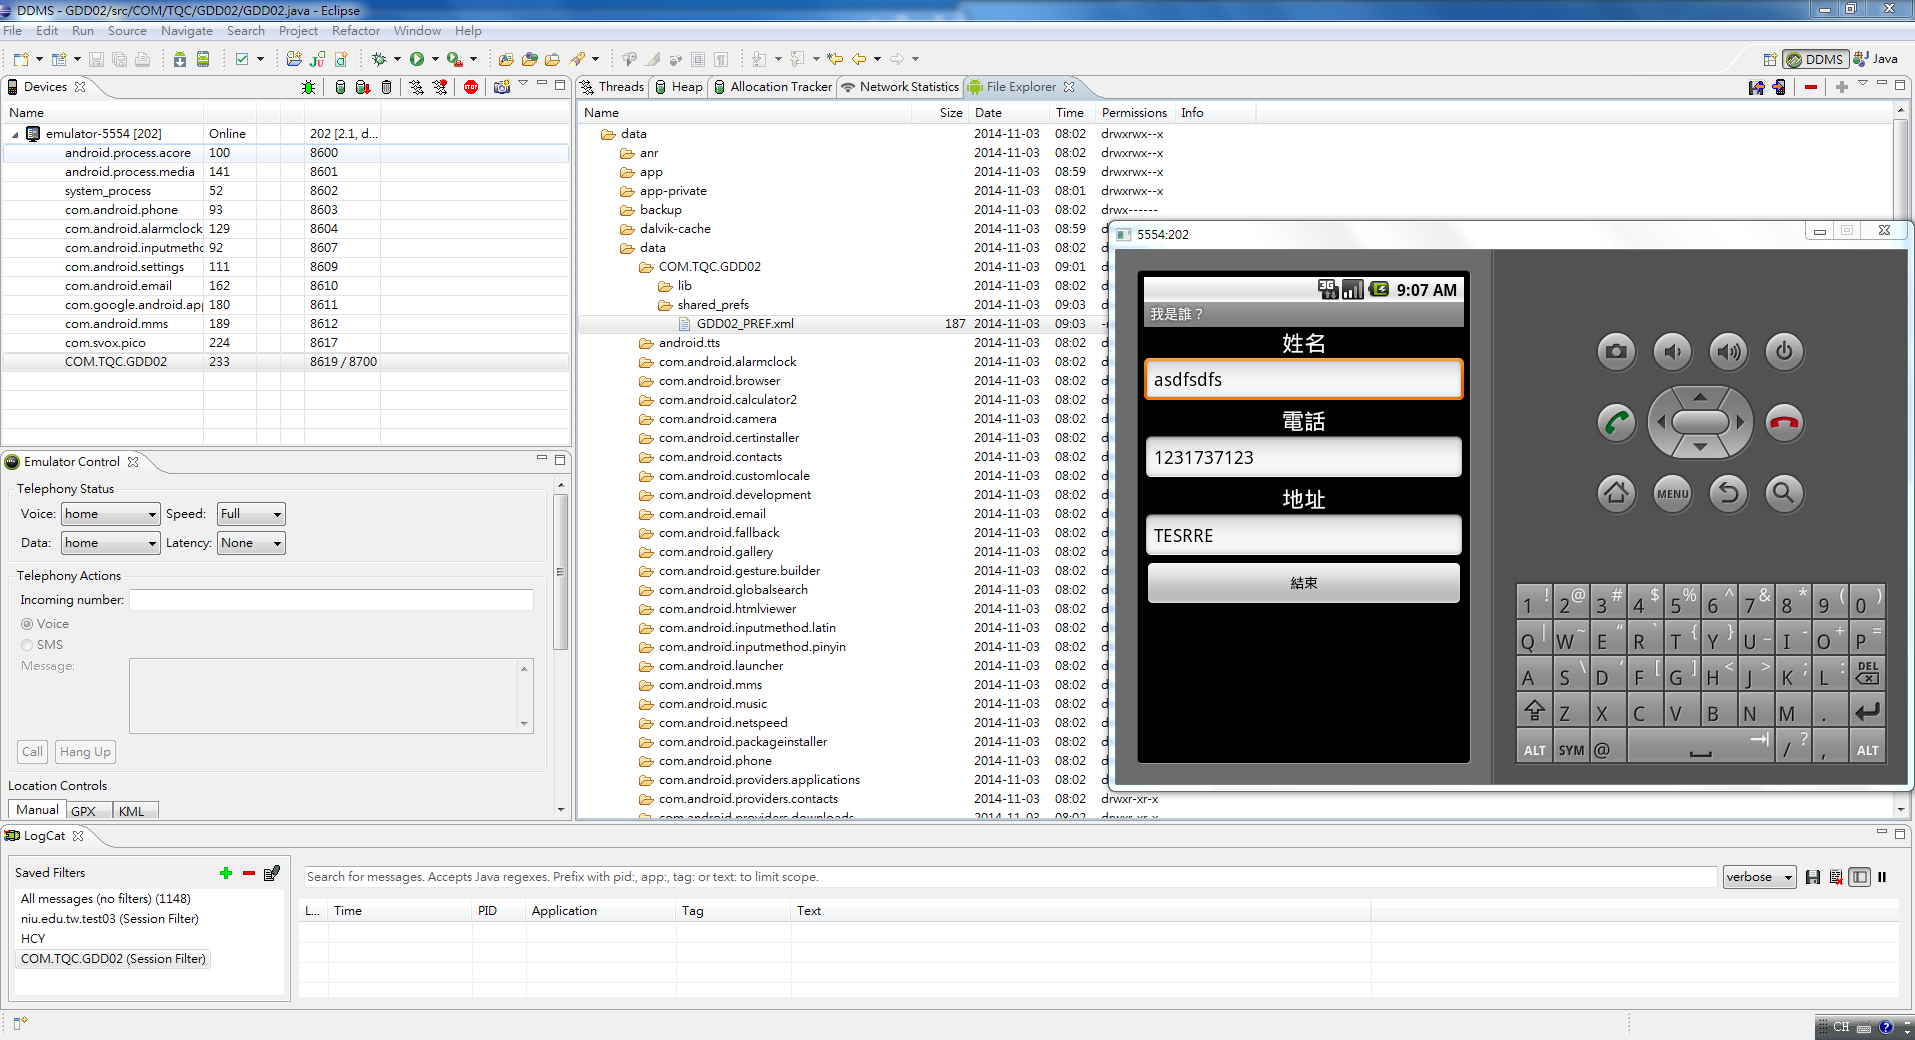 DDMS - GDD02/src/COM/TQC/GDD02/GDD02.java - Eclipse
File Edit Run Source Navigate Search Project Refactor Window Help
DDMS Java
Devices
Name
emulator-5554 [202] Online 202 [2.1, d...
android.process.acore 100 8600
android.process.media 141 8601
system_process 52 8602
com.android.phone 93 8603
com.android.alarmclock 129 8604
com.android.inputmethc 92 8607
com.android.settings 111 8609
com.android.email 162 8610
com.google.android.app 180 8611
com.android.mms 189 8612
com.svox.pico 224 8617
COM.TQC.GDD02 233 8619 / 8700
Emulator Control
Telephony Status
Voice: home Speed: Full
Data: home Latency: None
Telephony Actions
Incoming number:
Voice
SMS
Message:
Call Hang Up
Location Controls
Manual GPX KML
Threads Heap Allocation Tracker Network Statistics File Explorer
Name Size Date Time Permissions Info
data 2014-11-03 08:02 drwxrwx--x
anr 2014-11-03 08:02 drwxrwx--x
app 2014-11-03 08:59 drwxrwx--x
app-private 2014-11-03 08:01 drwxrwx--x
backup 2014-11-03 08:02 drwx------
dalvik-cache 2014-11-03 08:59
data 2014-11-03 08:02
COM.TQC.GDD02 2014-11-03 09:01
lib 2014-11-03 08:02
shared_prefs 2014-11-03 09:03
GDD02_PREF.xml 187 2014-11-03 09:03
android.tts 2014-11-03 08:02
com.android.alarmclock 2014-11-03 08:02
com.android.browser 2014-11-03 08:02
com.android.calculator2 2014-11-03 08:02
com.android.camera 2014-11-03 08:02
com.android.certinstaller 2014-11-03 08:02
com.android.contacts 2014-11-03 08:02
com.android.customlocale 2014-11-03 08:02
com.android.development 2014-11-03 08:02
com.android.email 2014-11-03 08:02
com.android.fallback 2014-11-03 08:02
com.android.gallery 2014-11-03 08:02
com.android.gesture.builder 2014-11-03 08:02
com.android.globalsearch 2014-11-03 08:02
com.android.htmlviewer 2014-11-03 08:02
com.android.inputmethod.latin 2014-11-03 08:02
com.android.inputmethod.pinyin 2014-11-03 08:02
com.android.launcher 2014-11-03 08:02
com.android.mms 2014-11-03 08:02
com.android.music 2014-11-03 08:02
com.android.netspeed 2014-11-03 08:02
com.android.packageinstaller 2014-11-03 08:02
com.android.phone 2014-11-03 08:02
com.android.providers.applications 2014-11-03 08:02
com.android.providers.contacts 2014-11-03 08:02 drwxr-xr-x
com.android.providers.downloads 2014-11-03 08:02 drwxr-xr-x
5554:202
3G 9:07 AM
我是誰？
姓名
asdfsdfs
電話
1231737123
地址
TESRRE
結束
MENU
1 ! 2 @ 3 # 4 $ 5 % 6 ^ 7 & 8 * 9 ( 0 )
Q | W ~ E “ R ` T { Y } U _ I - O + P =
A S \ D ' F [ G ] H < J > K ; L : DEL
Z X C V B N M .
ALT SYM @ / ? , ALT
LogCat
Saved Filters
All messages (no filters) (1148)
niu.edu.tw.test03 (Session Filter)
HCY
COM.TQC.GDD02 (Session Filter)
Search for messages. Accepts Java regexes. Prefix with pid:, app:, tag: or text: to limit scope.
verbose
L... Time PID Application Tag Text
CH